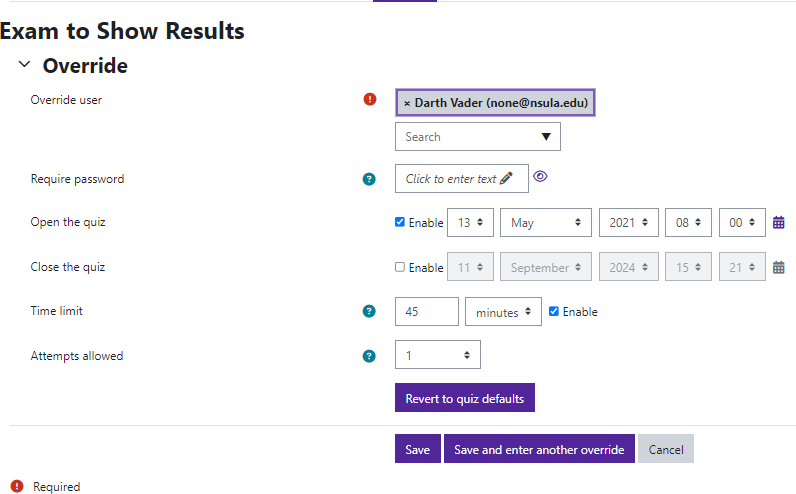 Exam to Show Results
Override
Override user
× Darth Vader (none@nsula.edu)
Search
Require password
Click to enter text
Open the quiz
Enable 13 May 2021 08 00
Close the quiz
Enable 11 September 2024 15 21
Time limit
45 minutes Enable
Attempts allowed
1
Revert to quiz defaults
Save Save and enter another override Cancel
Required